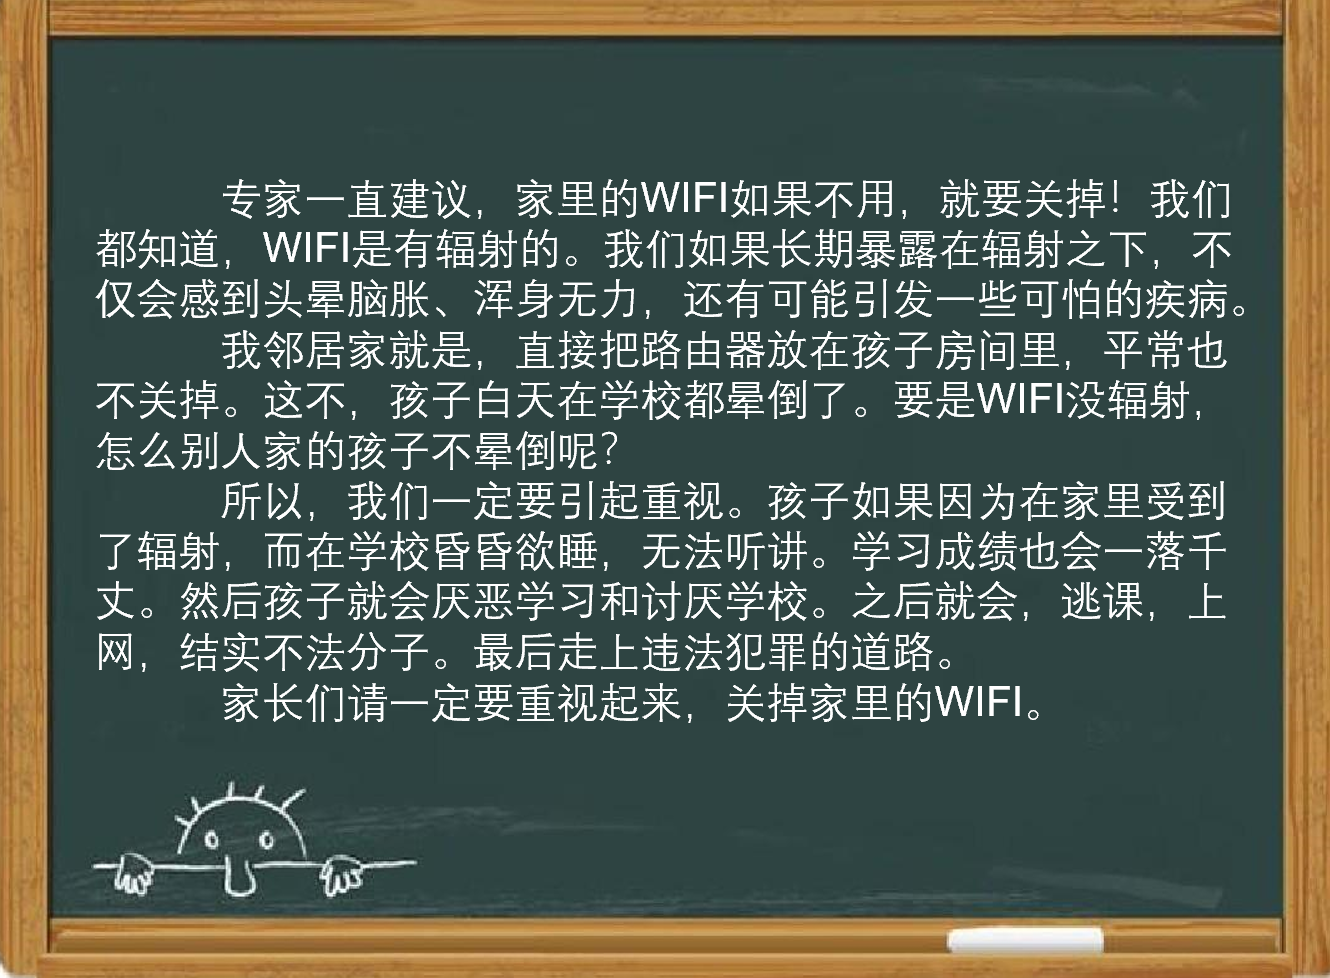 专家一直建议，家里的WIFI如果不用，就要关掉！我们
都知道，WIFI是有辐射的。我们如果长期暴露在辐射之下，不
仅会感到头晕脑胀、浑身无力，还有可能引发一些可怕的疾病。
我邻居家就是，直接把路由器放在孩子房间里，平常也
不关掉。这不，孩子白天在学校都晕倒了。要是WIFI没辐射，
怎么别人家的孩子不晕倒呢？
所以，我们一定要引起重视。孩子如果因为在家里受到
了辐射，而在学校昏昏欲睡，无法听讲。学习成绩也会一落千
丈。然后孩子就会厌恶学习和讨厌学校。之后就会，逃课，上
网，结实不法分子。最后走上违法犯罪的道路。
家长们请一定要重视起来，关掉家里的WIFI。